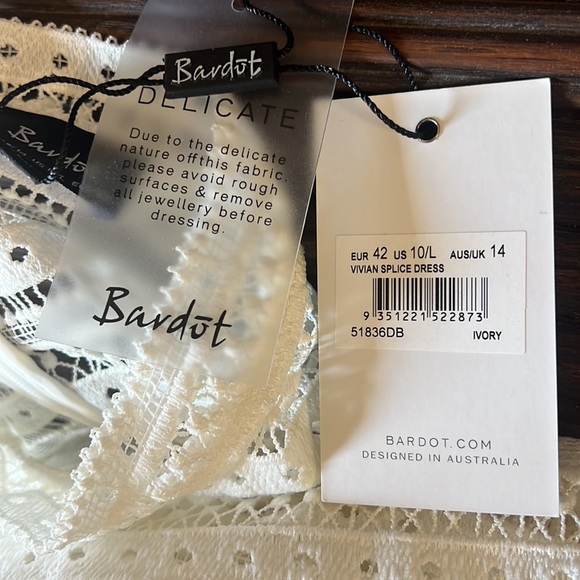 Bardot
DELICATE
Due to the delicate
nature offthis fabric.
please avoid rough
surfaces & remove
all jewellery before
dressing.
Bardot
Bardot
EUR 42 US 10/L AUS/UK 14
VIVIAN SPLICE DRESS
9 351221 522873
51836DB IVORY
BARDOT.COM
DESIGNED IN AUSTRALIA